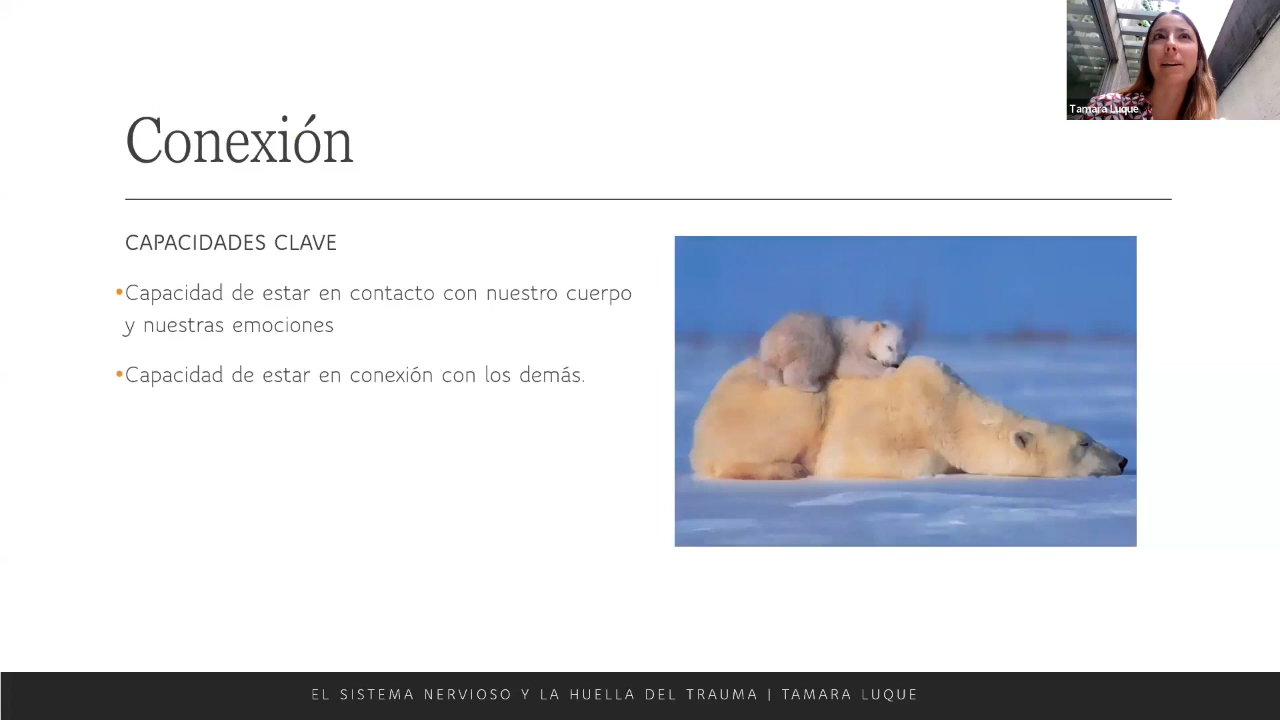 Tamara Luque
Conexión
CAPACIDADES CLAVE
•Capacidad de estar en contacto con nuestro cuerpo
y nuestras emociones
•Capacidad de estar en conexión con los demás.
EL SISTEMA NERVIOSO Y LA HUELLA DEL TRAUMA | TAMARA LUQUE